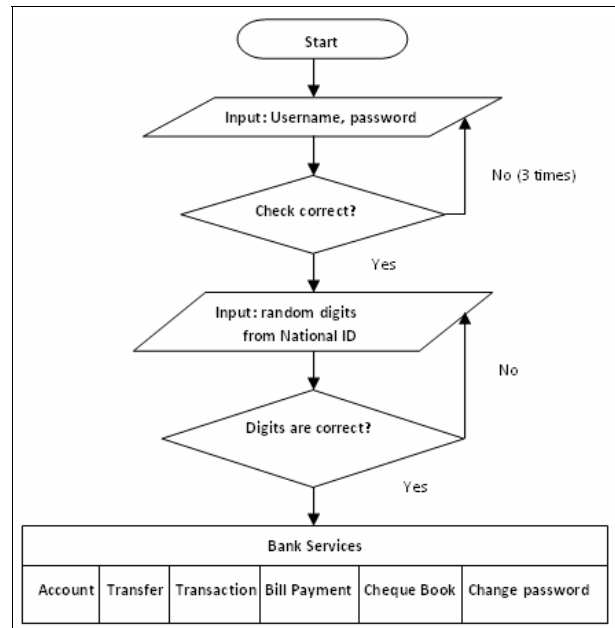 Start
Input: Username, password
No (3 times)
Check correct?
Yes
Input: random digits
from National ID
No
Digits are correct?
Yes
Bank Services
Account Transfer Transaction Bill Payment Cheque Book Change password